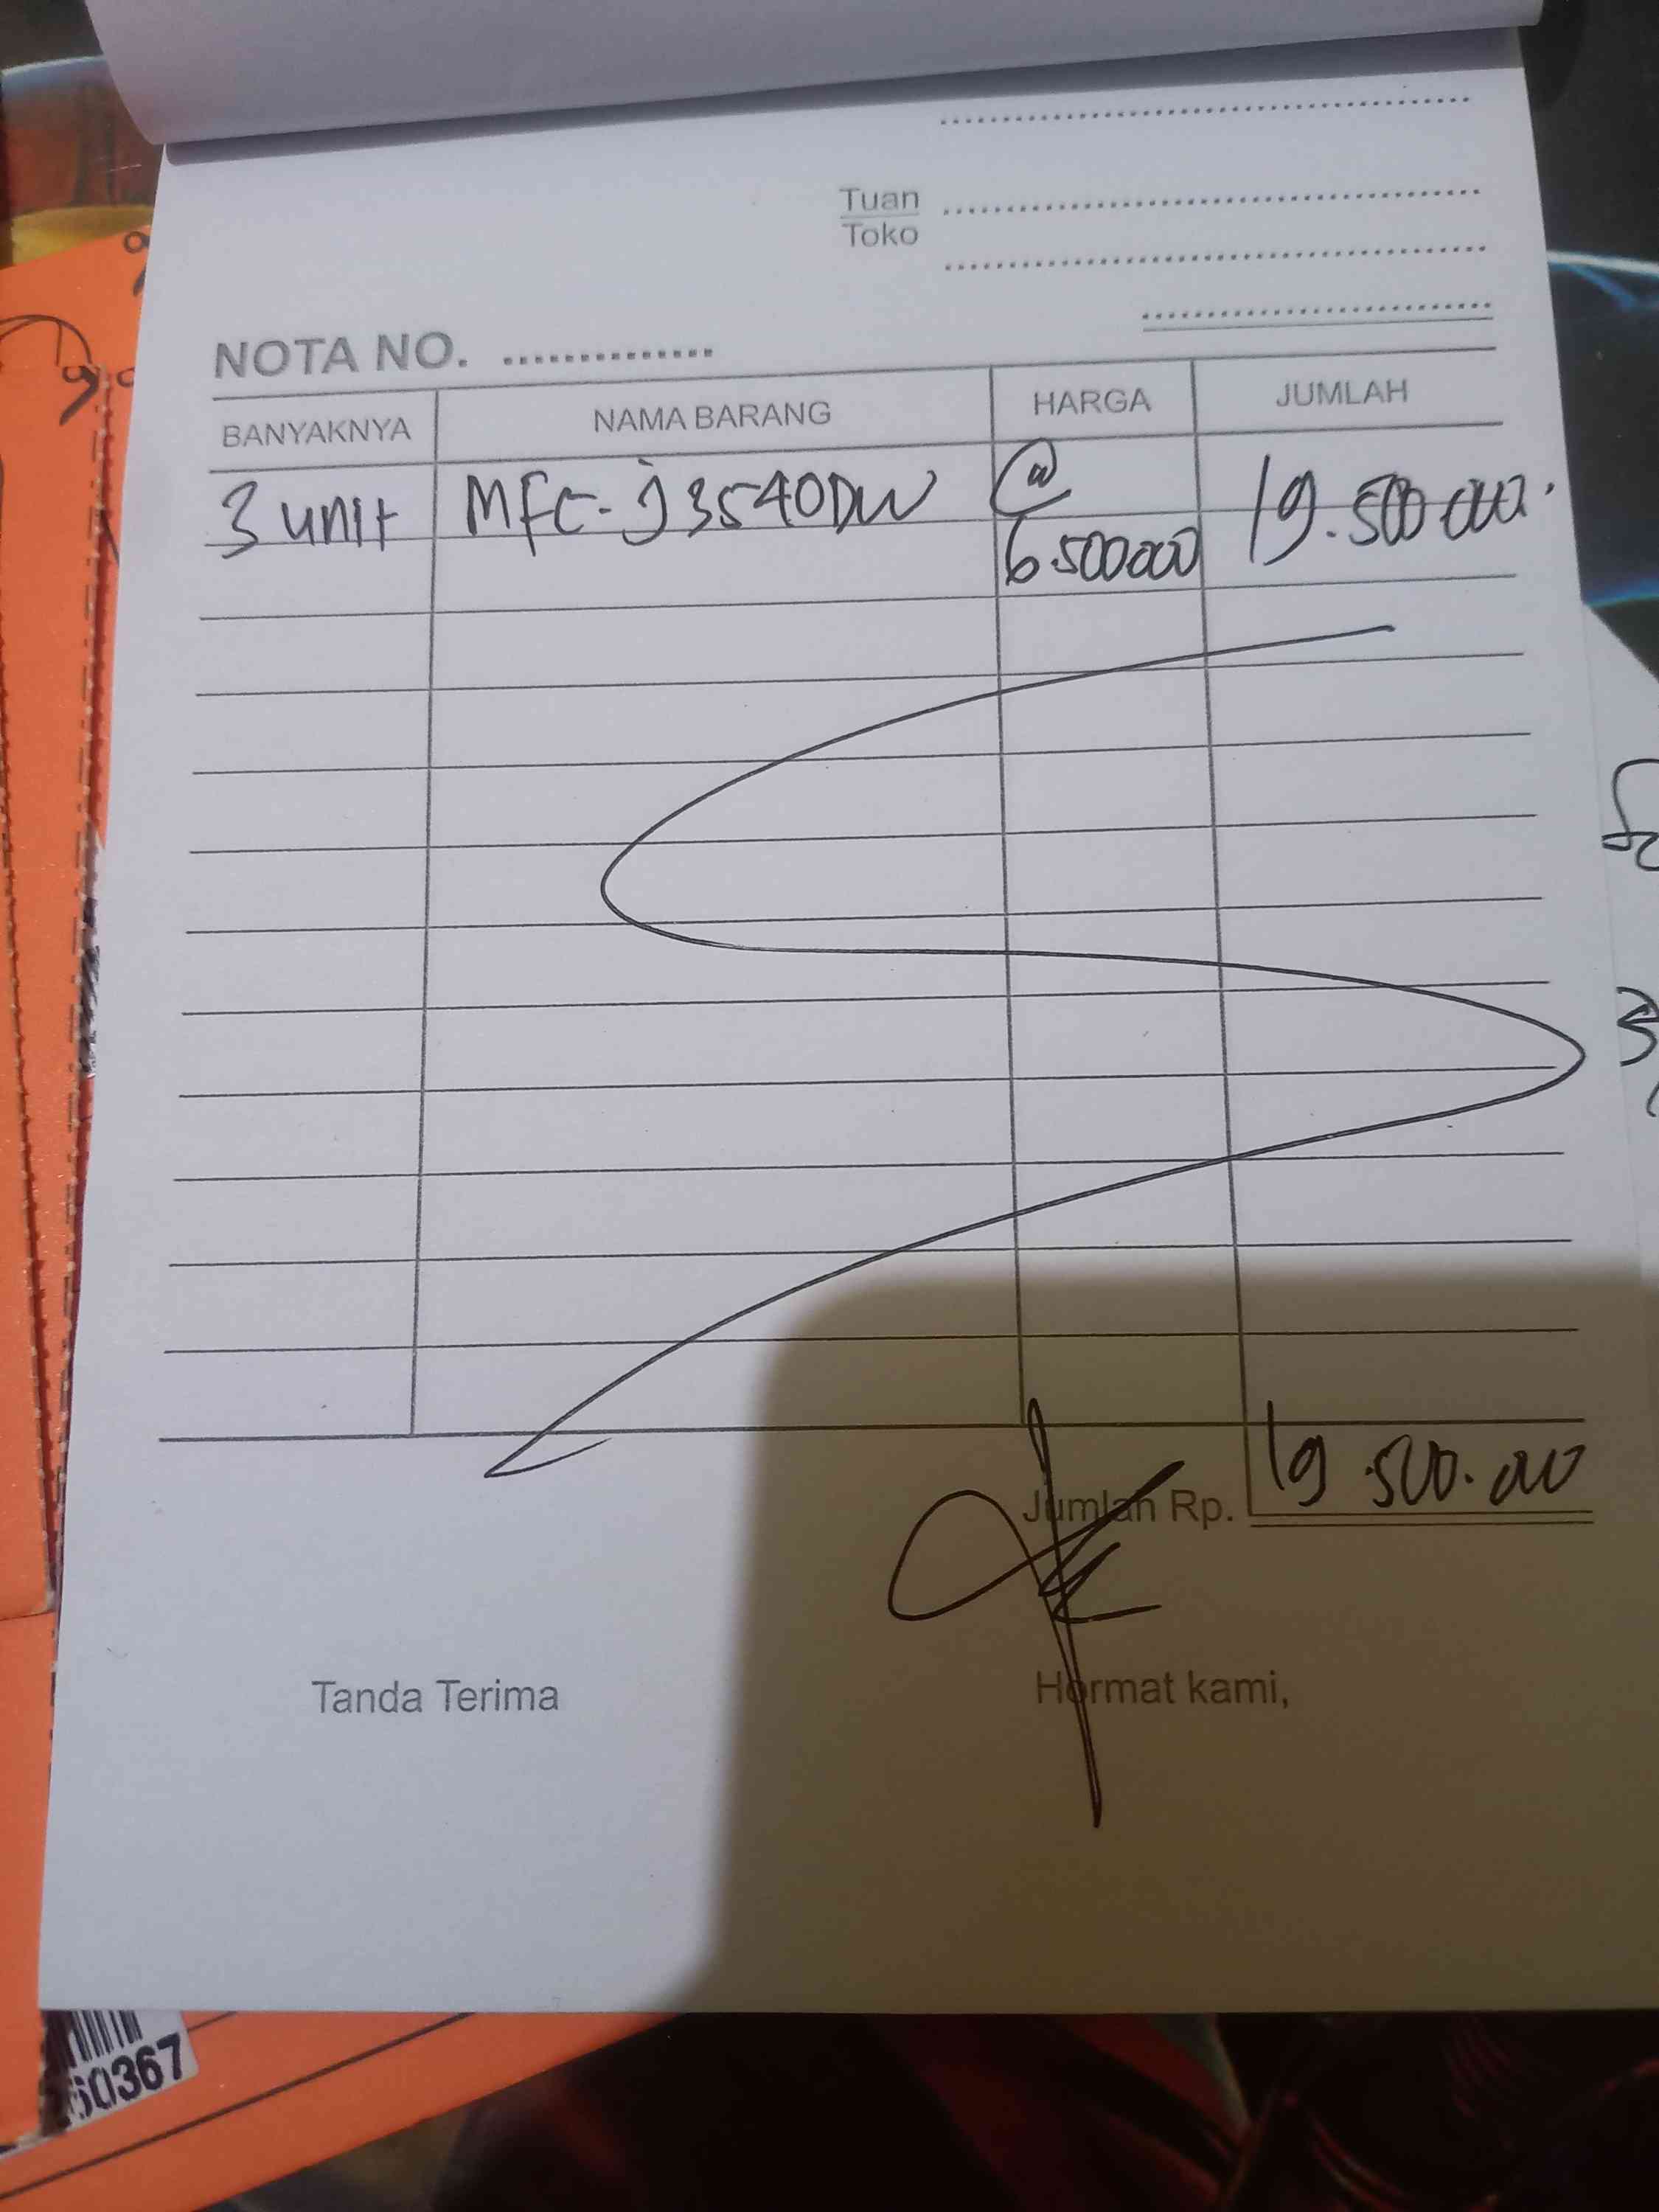 Tuan
Toko
NOTA NO. ..............
BANYAKNYA NAMA BARANG HARGA JUMLAH
3 unit MFC-J3540DW @ 6.500000 19.500.000.
Jumlah Rp. 19.500.000
Tanda Terima Hormat kami,
60367